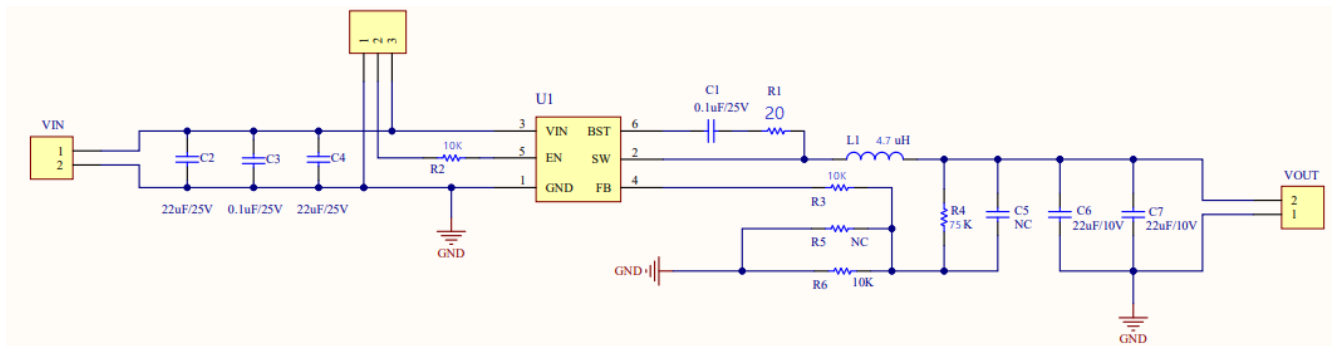 1 2 3
VIN
1
2
C2
22uF/25V
C3
0.1uF/25V
C4
22uF/25V
10K
R2
GND
U1
3 VIN BST 6
5 EN SW 2
1 GND FB 4
C1
0.1uF/25V
R1
20
L1 4.7 uH
10K
R3
R5 NC
GND
R6 10K
R4
75 K
C5
NC
C6
22uF/10V
C7
22uF/10V
VOUT
2
1
GND